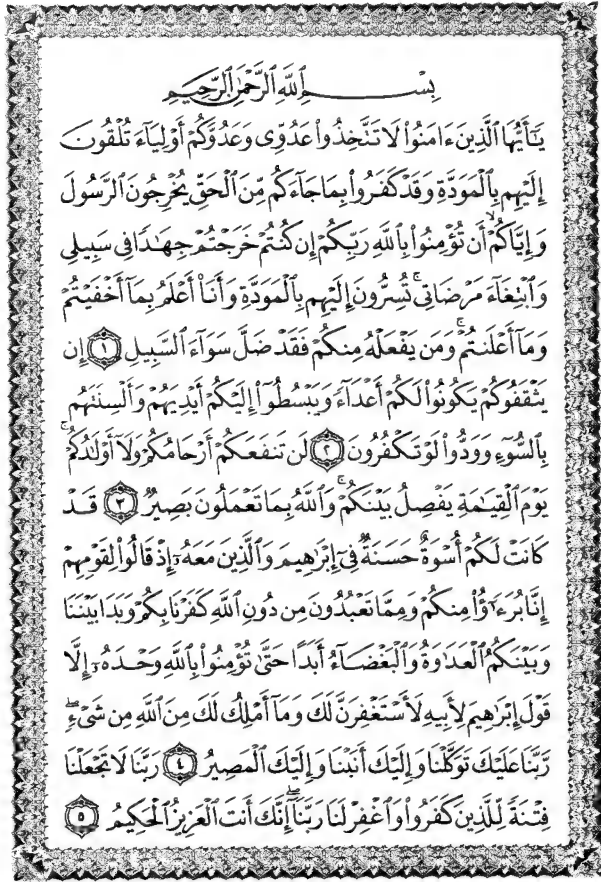 بِسْمِ ٱللَّهِ ٱلرَّحْمَٰنِ ٱلرَّحِيمِ
يَٰٓأَيُّهَا ٱلَّذِينَ ءَامَنُوا۟ لَا تَتَّخِذُوا۟ عَدُوِّى وَعَدُوَّكُمْ أَوْلِيَآءَ تُلْقُونَ
إِلَيْهِم بِٱلْمَوَدَّةِ وَقَدْ كَفَرُوا۟ بِمَا جَآءَكُم مِّنَ ٱلْحَقِّ يُخْرِجُونَ ٱلرَّسُولَ
وَإِيَّاكُمْ ۙ أَن تُؤْمِنُوا۟ بِٱللَّهِ رَبِّكُمْ إِن كُنتُمْ خَرَجْتُمْ جِهَٰدًا فِى سَبِيلِى
وَٱبْتِغَآءَ مَرْضَاتِى ۚ تُسِرُّونَ إِلَيْهِم بِٱلْمَوَدَّةِ وَأَنَا۠ أَعْلَمُ بِمَآ أَخْفَيْتُمْ
وَمَآ أَعْلَنتُمْ ۚ وَمَن يَفْعَلْهُ مِنكُمْ فَقَدْ ضَلَّ سَوَآءَ ٱلسَّبِيلِ ١ إِن
يَثْقَفُوكُمْ يَكُونُوا۟ لَكُمْ أَعْدَآءً وَيَبْسُطُوٓا۟ إِلَيْكُمْ أَيْدِيَهُمْ وَأَلْسِنَتَهُم
بِٱلسُّوٓءِ وَوَدُّوا۟ لَوْ تَكْفُرُونَ ٢ لَن تَنفَعَكُمْ أَرْحَامُكُمْ وَلَآ أَوْلَٰدُكُمْ ۚ
يَوْمَ ٱلْقِيَٰمَةِ يَفْصِلُ بَيْنَكُمْ ۚ وَٱللَّهُ بِمَا تَعْمَلُونَ بَصِيرٌ ٣ قَدْ
كَانَتْ لَكُمْ أُسْوَةٌ حَسَنَةٌ فِىٓ إِبْرَٰهِيمَ وَٱلَّذِينَ مَعَهُۥٓ إِذْ قَالُوا۟ لِقَوْمِهِمْ
إِنَّا بُرَءَٰٓؤُا۟ مِنكُمْ وَمِمَّا تَعْبُدُونَ مِن دُونِ ٱللَّهِ كَفَرْنَا بِكُمْ وَبَدَا بَيْنَنَا
وَبَيْنَكُمُ ٱلْعَدَٰوَةُ وَٱلْبَغْضَآءُ أَبَدًا حَتَّىٰ تُؤْمِنُوا۟ بِٱللَّهِ وَحْدَهُۥٓ إِلَّا
قَوْلَ إِبْرَٰهِيمَ لِأَبِيهِ لَأَسْتَغْفِرَنَّ لَكَ وَمَآ أَمْلِكُ لَكَ مِنَ ٱللَّهِ مِن شَىْءٍ ۖ
رَّبَّنَا عَلَيْكَ تَوَكَّلْنَا وَإِلَيْكَ أَنَبْنَا وَإِلَيْكَ ٱلْمَصِيرُ ٤ رَبَّنَا لَا تَجْعَلْنَا
فِتْنَةً لِّلَّذِينَ كَفَرُوا۟ وَٱغْفِرْ لَنَا رَبَّنَآ ۖ إِنَّكَ أَنتَ ٱلْعَزِيزُ ٱلْحَكِيمُ ٥